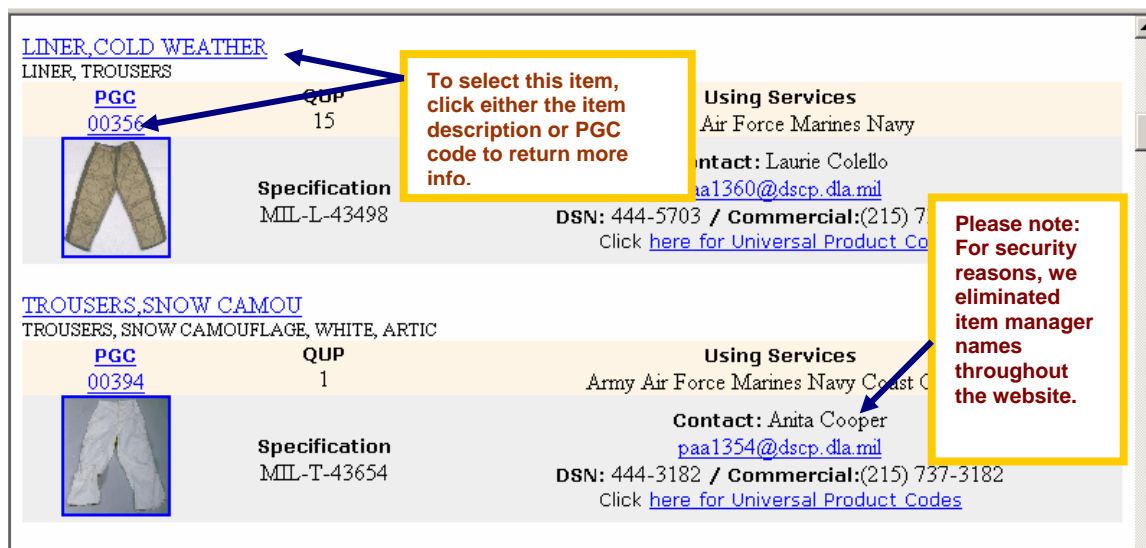 LINER,COLD WEATHER
LINER, TROUSERS
PGC QUP Using Services
00356 15 Air Force Marines Navy
To select this item,
click either the item
description or PGC
code to return more
info.
Contact: Laurie Colello
Specification
MIL-L-43498
DSN: 444-5703 / Commercial:(215) 7
Click here for Universal Product Co
Please note:
For security
reasons, we
eliminated
item manager
names
throughout
the website.
TROUSERS,SNOW CAMOU
TROUSERS, SNOW CAMOUFLAGE, WHITE, ARTIC
PGC QUP Using Services
00394 1 Army Air Force Marines Navy Coast
Contact: Anita Cooper
paa1354@dscp.dla.mil
Specification
MIL-T-43654
DSN: 444-3182 / Commercial:(215) 737-3182
Click here for Universal Product Codes